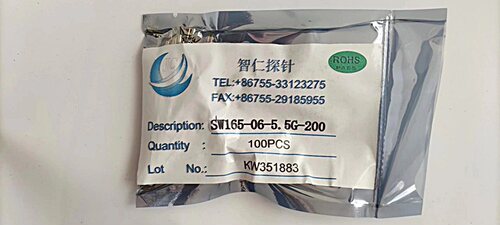 智仁探针
ROHS
PASS
TEL:+86755-33123275
FAX:+86755-29185955
Description: SW165-06-5.5G-200
Quantity : 100PCS
Lot No.: KW351883